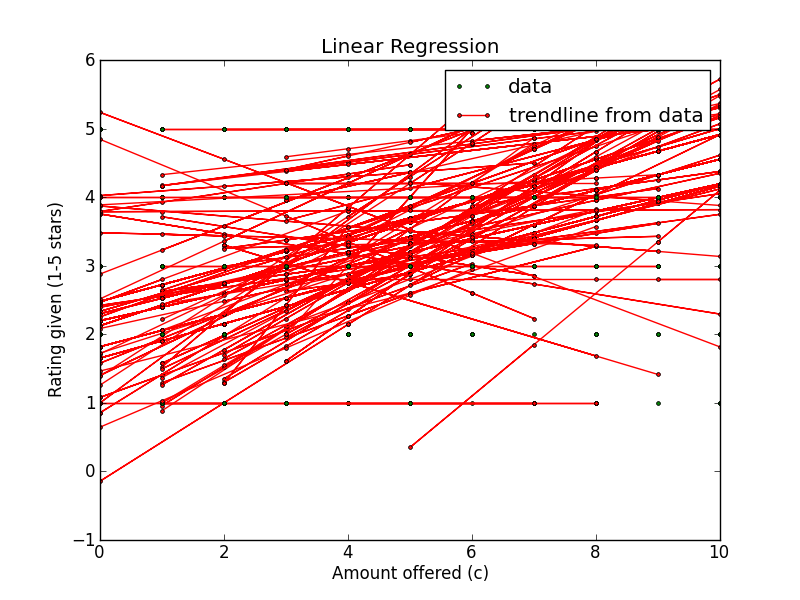 Linear Regression
data
trendline from data
6
5
4
3
2
1
0
−1
Rating given (1-5 stars)
0 2 4 6 8 10
Amount offered (c)